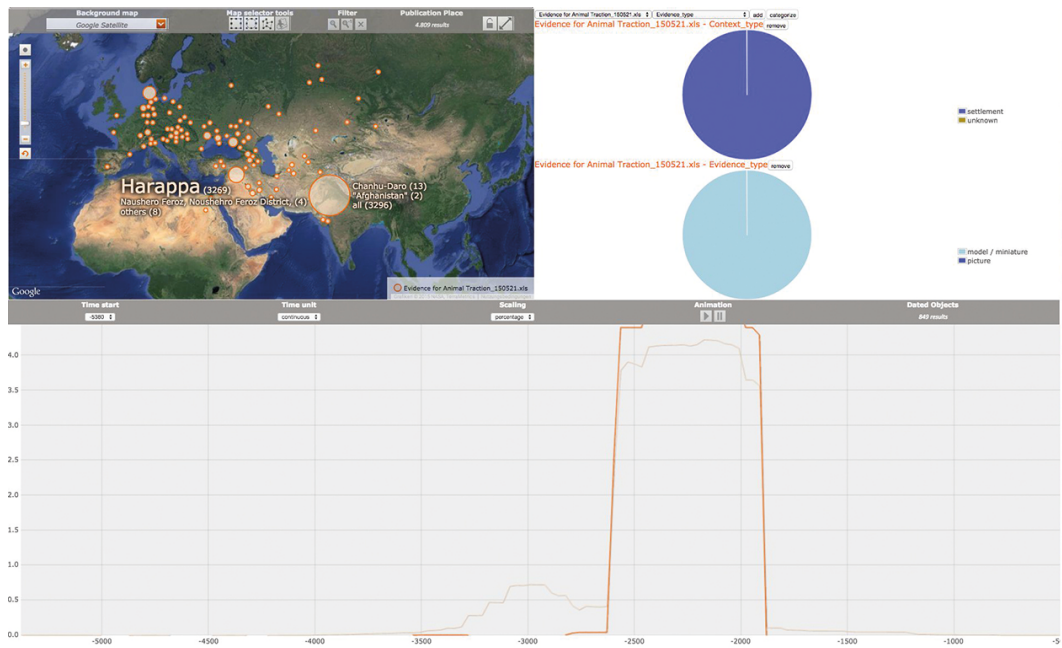 Background map
Google Satellite
Map selector tools
Filter
Publication Place
4.809 results
Harappa (3269)
Naushero Feroz, Noushehro Feroz District, (4)
others (8)
Chanhu-Daro (13)
"Afghanistan" (2)
all (3296)
Google
Evidence for Animal Traction_150521.xls
Evidence for Animal Traction_150521.xls
Evidence_type
add
categorize
Evidence for Animal Traction_150521.xls - Context_type
remove
settlement
unknown
Evidence for Animal Traction_150521.xls - Evidence_type
remove
model / miniature
picture
Time start
-5380
Time unit
continuous
Scaling
percentage
Animation
Dated Objects
849 results
4.0
3.5
3.0
2.5
2.0
1.5
1.0
0.5
0.0
-5000
-4500
-4000
-3500
-3000
-2500
-2000
-1500
-1000
-5